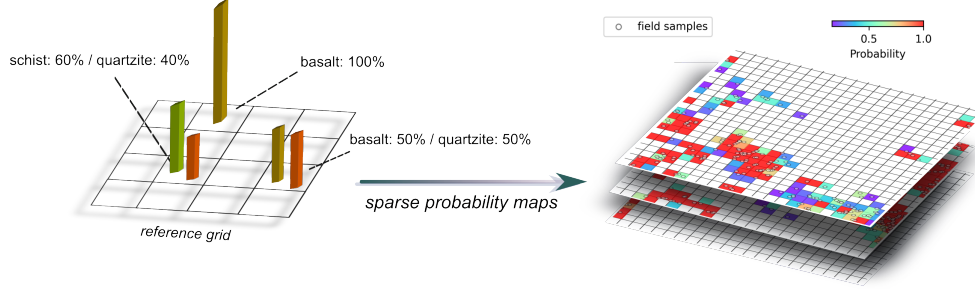 field samples
schist: 60% / quartzite: 40%
basalt: 100%
0.5 1.0
Probability
basalt: 50% / quartzite: 50%
sparse probability maps
reference grid